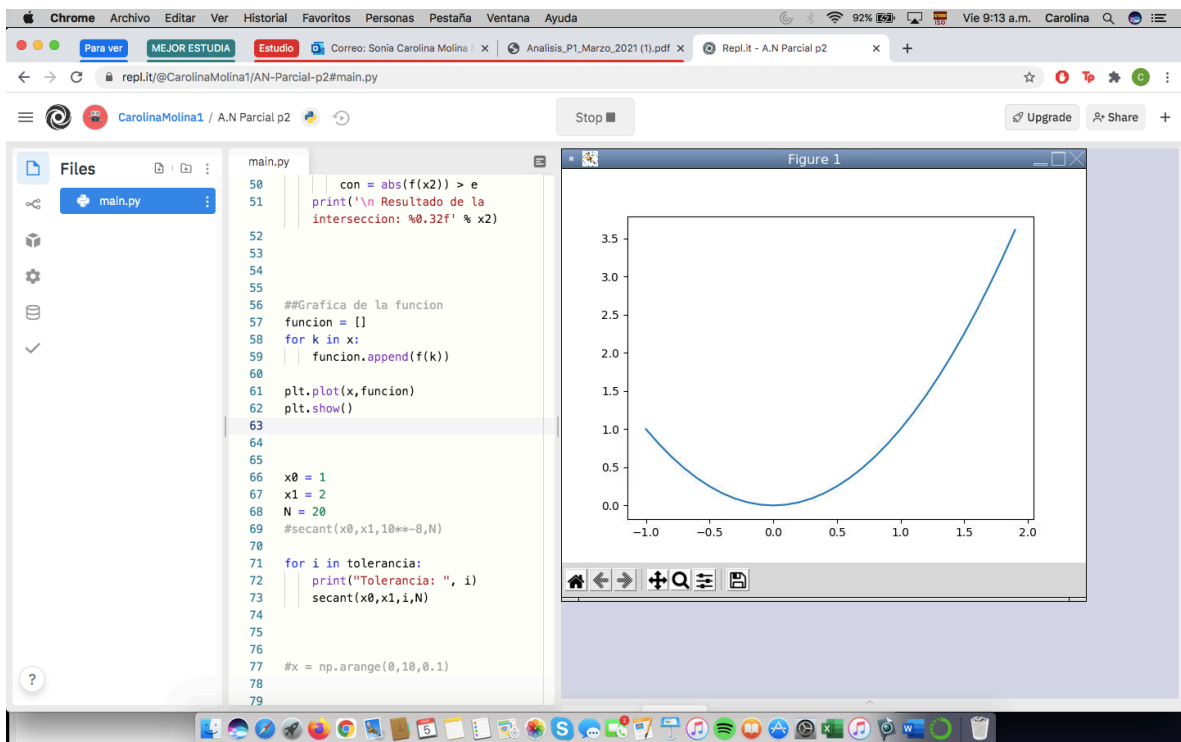 Chrome Archivo Editar Ver Historial Favoritos Personas Pestaña Ventana Ayuda 92% ISO Vie 9:13 a.m. Carolina
Para ver MEJOR ESTUDIA Estudio Correo: Sonia Carolina Molina Analisis_P1_Marzo_2021 (1).pdf Repl.it - A.N Parcial p2
repl.it/@CarolinaMolina1/AN-Parcial-p2#main.py Tp C
CarolinaMolina1 / A.N Parcial p2 Stop Upgrade Share
Files
main.py
main.py
50 con = abs(f(x2)) > e
51 print('\n Resultado de la
interseccion: %0.32f' % x2)
52
53
54
55
56 ##Grafica de la funcion
57 funcion = []
58 for k in x:
59 funcion.append(f(k))
60
61 plt.plot(x,funcion)
62 plt.show()
63
64
65
66 x0 = 1
67 x1 = 2
68 N = 20
69 #secant(x0,x1,10**-8,N)
70
71 for i in tolerancia:
72 print("Tolerancia: ", i)
73 secant(x0,x1,i,N)
74
75
76
77 #x = np.arange(0,10,0.1)
78
79
?
Figure 1
3.5
3.0
2.5
2.0
1.5
1.0
0.5
0.0
−1.0 −0.5 0.0 0.5 1.0 1.5 2.0
5